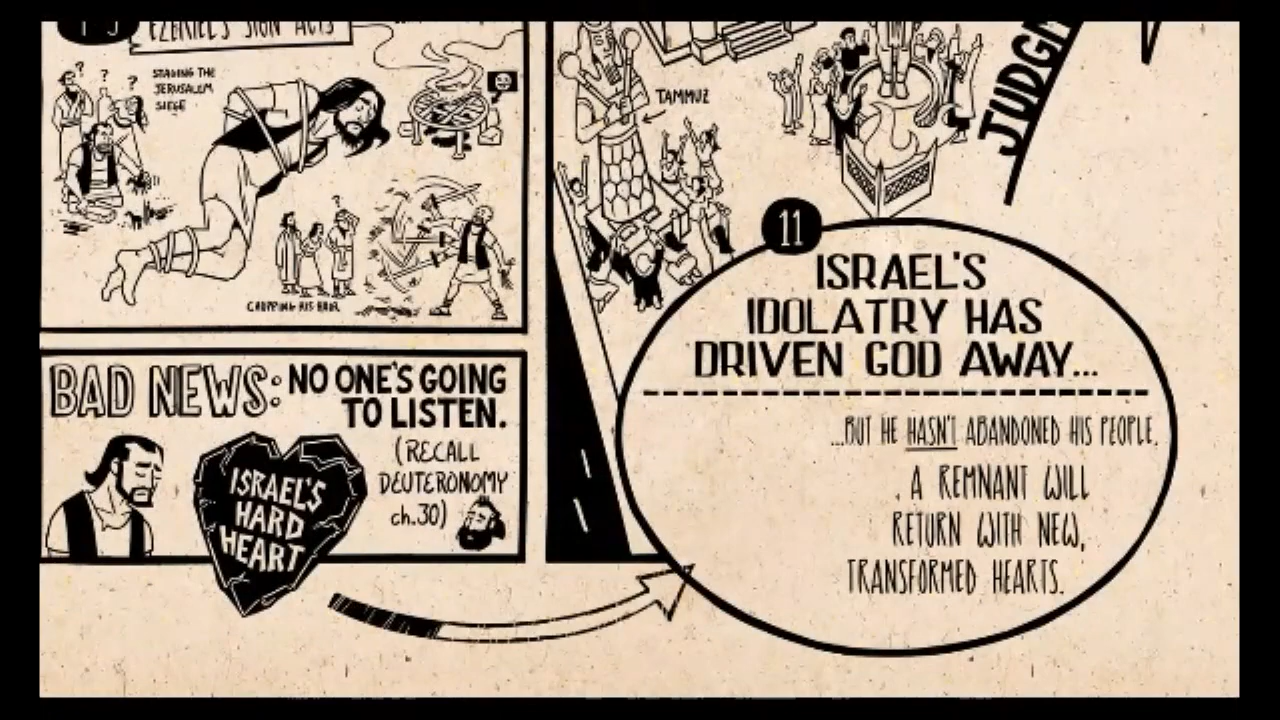 EZEKIEL'S SIGN ACTS
STAGING THE
JERUSALEM
SIEGE
?
?
?
?
CHOPPING HIS HAIR
BAD NEWS: NO ONE'S GOING
TO LISTEN.
(RECALL
DEUTERONOMY
ch.30)
ISRAEL'S
HARD
HEART
TAMMUZ
11
ISRAEL'S
IDOLATRY HAS
DRIVEN GOD AWAY...
...BUT HE HASN'T ABANDONED HIS PEOPLE.
A REMNANT WILL
RETURN WITH NEW,
TRANSFORMED HEARTS.